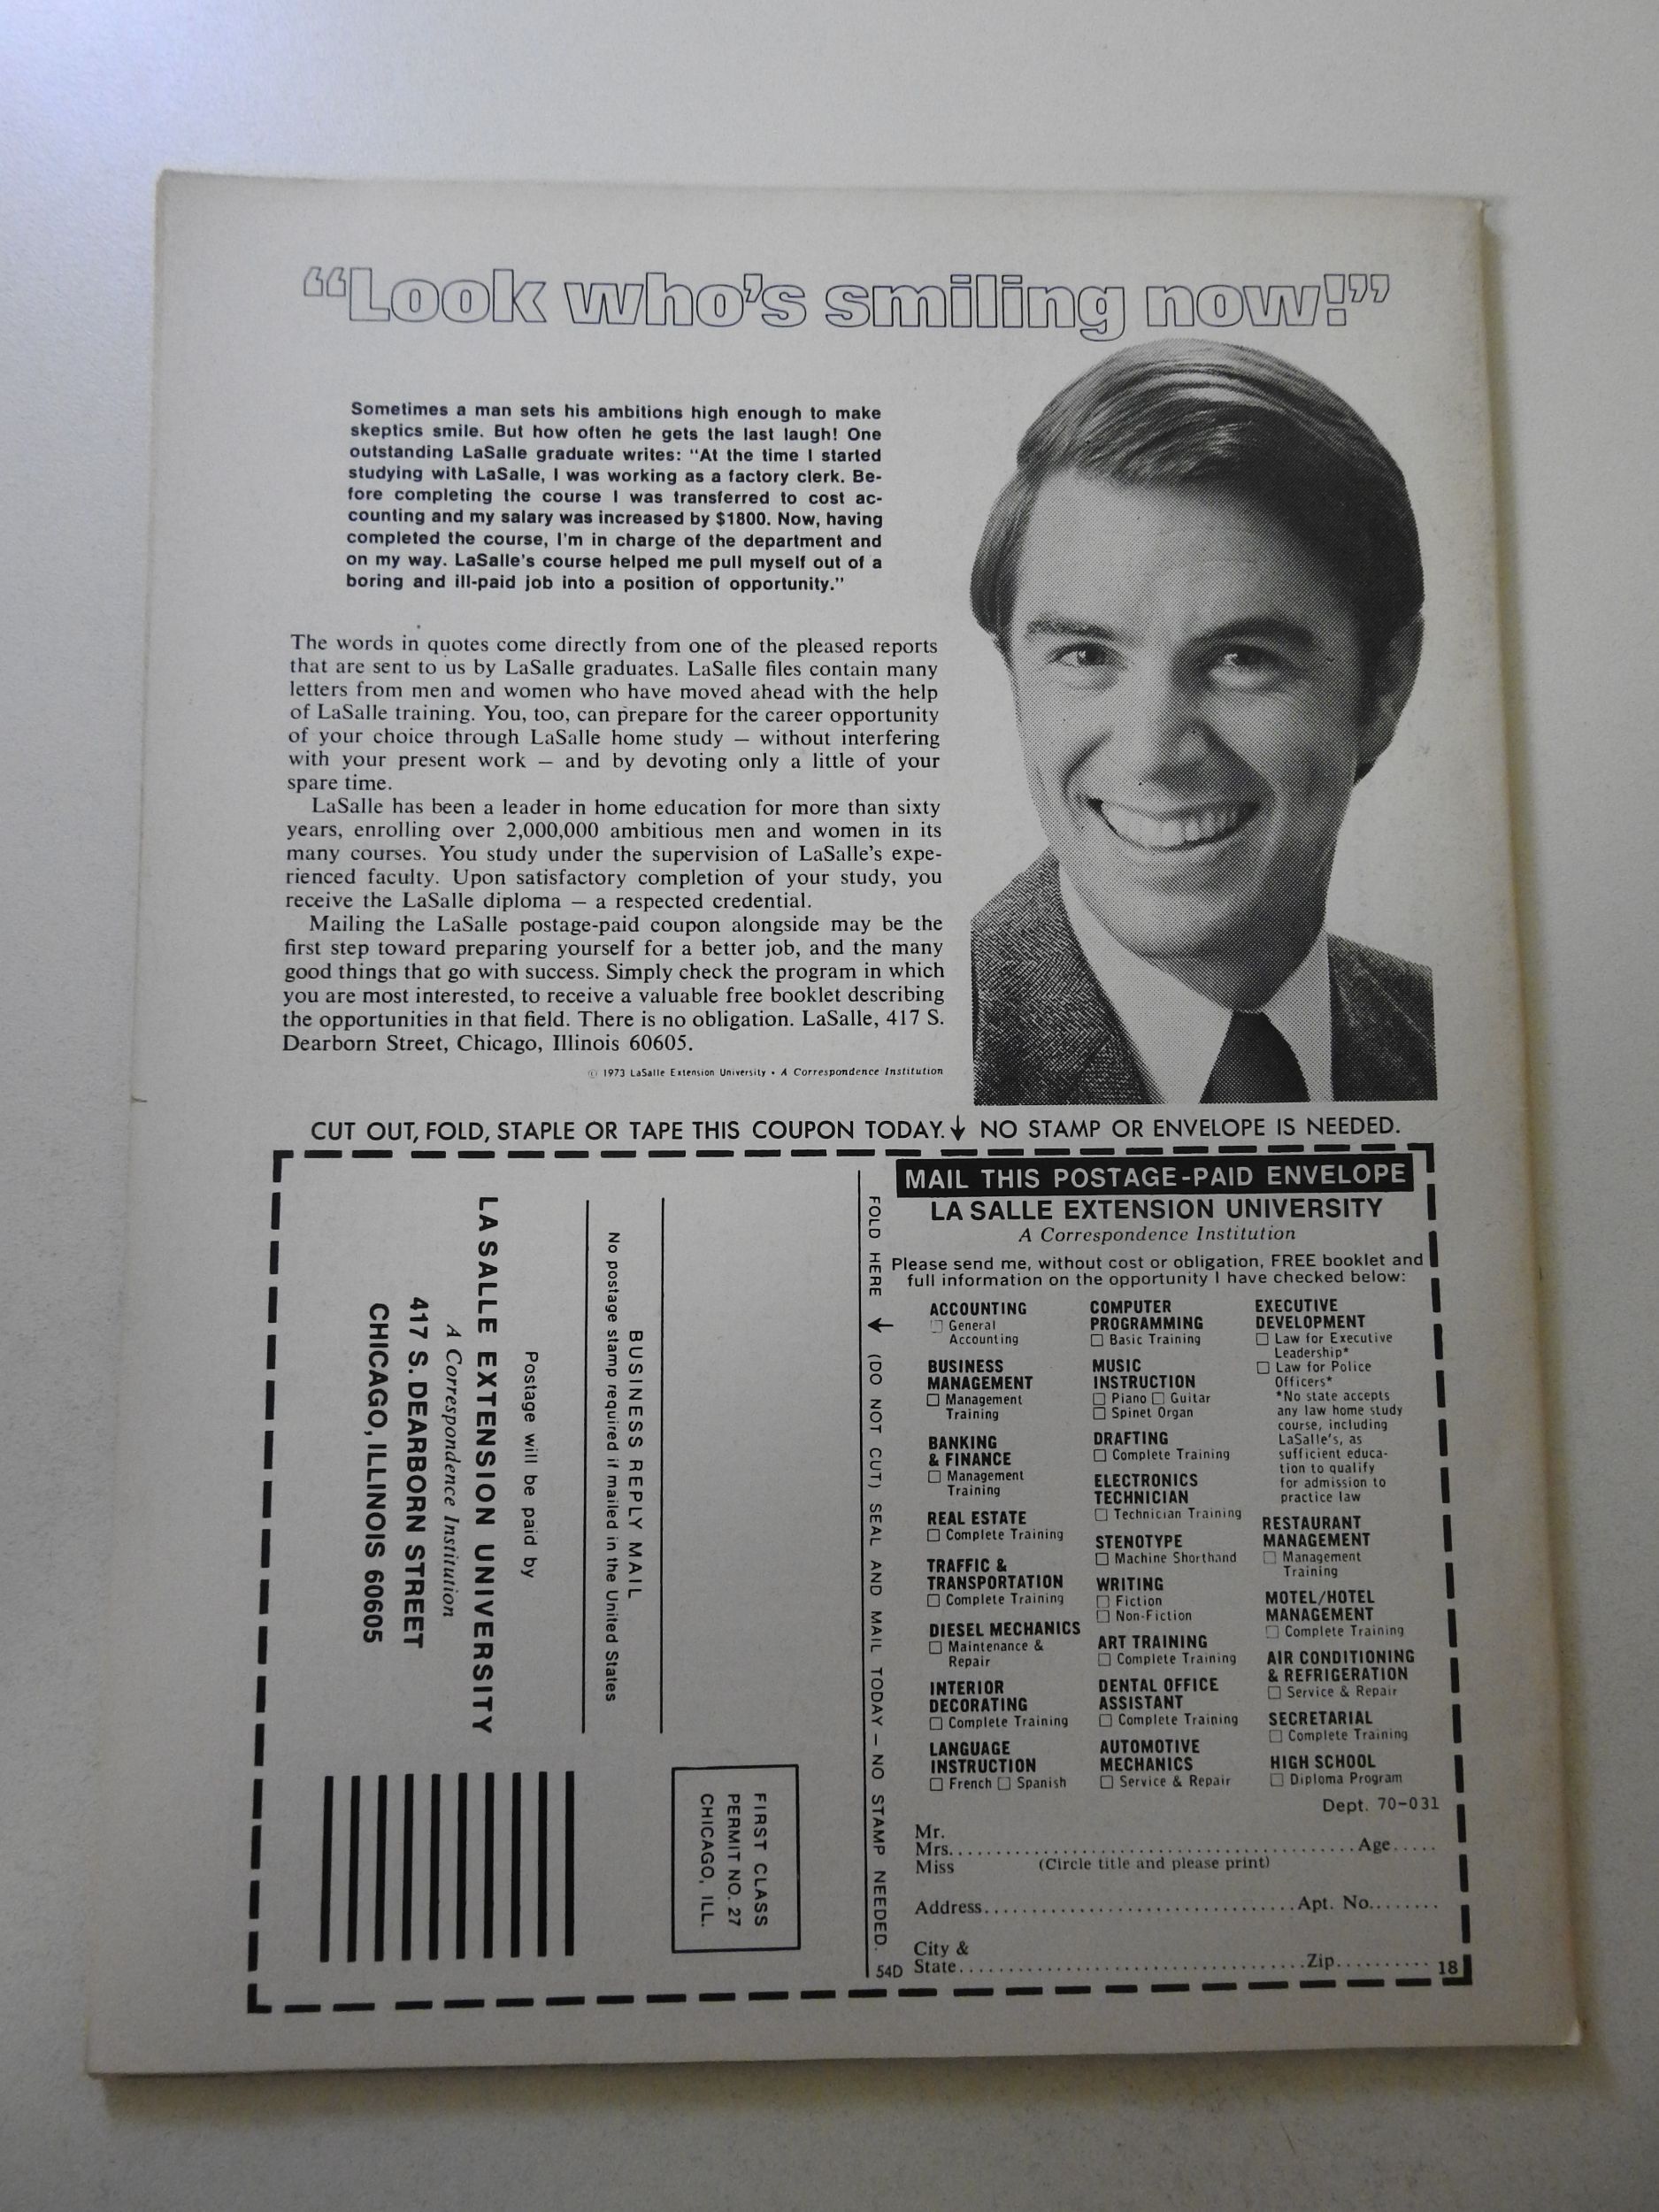 “Look who’s smiling now!”
Sometimes a man sets his ambitions high enough to make
skeptics smile. But how often he gets the last laugh! One
outstanding LaSalle graduate writes: “At the time I started
studying with LaSalle, I was working as a factory clerk. Be-
fore completing the course I was transferred to cost ac-
counting and my salary was increased by $1800. Now, having
completed the course, I’m in charge of the department and
on my way. LaSalle’s course helped me pull myself out of a
boring and ill-paid job into a position of opportunity.”
The words in quotes come directly from one of the pleased reports
that are sent to us by LaSalle graduates. LaSalle files contain many
letters from men and women who have moved ahead with the help
of LaSalle training. You, too, can prepare for the career opportunity
of your choice through LaSalle home study — without interfering
with your present work — and by devoting only a little of your
spare time.
LaSalle has been a leader in home education for more than sixty
years, enrolling over 2,000,000 ambitious men and women in its
many courses. You study under the supervision of LaSalle’s expe-
rienced faculty. Upon satisfactory completion of your study, you
receive the LaSalle diploma — a respected credential.
Mailing the LaSalle postage-paid coupon alongside may be the
first step toward preparing yourself for a better job, and the many
good things that go with success. Simply check the program in which
you are most interested, to receive a valuable free booklet describing
the opportunities in that field. There is no obligation. LaSalle, 417 S.
Dearborn Street, Chicago, Illinois 60605.
© 1973 LaSalle Extension University • A Correspondence Institution
CUT OUT, FOLD, STAPLE OR TAPE THIS COUPON TODAY. ↓ NO STAMP OR ENVELOPE IS NEEDED.
FIRST CLASS
PERMIT NO. 27
CHICAGO, ILL.
BUSINESS REPLY MAIL
No postage stamp required if mailed in the United States
Postage will be paid by
LA SALLE EXTENSION UNIVERSITY
A Correspondence Institution
417 S. DEARBORN STREET
CHICAGO, ILLINOIS 60605
FOLD HERE ↓ (DO NOT CUT) SEAL AND MAIL TODAY — NO STAMP NEEDED.
MAIL THIS POSTAGE-PAID ENVELOPE
LA SALLE EXTENSION UNIVERSITY
A Correspondence Institution
Please send me, without cost or obligation, FREE booklet and
full information on the opportunity I have checked below:
ACCOUNTING
☐ General
Accounting
BUSINESS
MANAGEMENT
☐ Management
Training
BANKING
& FINANCE
☐ Management
Training
REAL ESTATE
☐ Complete Training
TRAFFIC &
TRANSPORTATION
☐ Complete Training
DIESEL MECHANICS
☐ Maintenance &
Repair
INTERIOR
DECORATING
☐ Complete Training
LANGUAGE
INSTRUCTION
☐ French ☐ Spanish
COMPUTER
PROGRAMMING
☐ Basic Training
MUSIC
INSTRUCTION
☐ Piano ☐ Guitar
☐ Spinet Organ
DRAFTING
☐ Complete Training
ELECTRONICS
TECHNICIAN
☐ Technician Training
STENOTYPE
☐ Machine Shorthand
WRITING
☐ Fiction
☐ Non-Fiction
ART TRAINING
☐ Complete Training
DENTAL OFFICE
ASSISTANT
☐ Complete Training
AUTOMOTIVE
MECHANICS
☐ Service & Repair
EXECUTIVE
DEVELOPMENT
☐ Law for Executive
Leadership*
☐ Law for Police
Officers*
*No state accepts
any law home study
course, including
LaSalle’s, as
sufficient educa-
tion to qualify
for admission to
practice law
RESTAURANT
MANAGEMENT
☐ Management
Training
MOTEL/HOTEL
MANAGEMENT
☐ Complete Training
AIR CONDITIONING
& REFRIGERATION
☐ Service & Repair
SECRETARIAL
☐ Complete Training
HIGH SCHOOL
☐ Diploma Program
Dept. 70-031
Mr.
Mrs. ........................................ Age.....
Miss (Circle title and please print)
Address................................ Apt. No........
City &
State.................................... Zip..........
54D
18